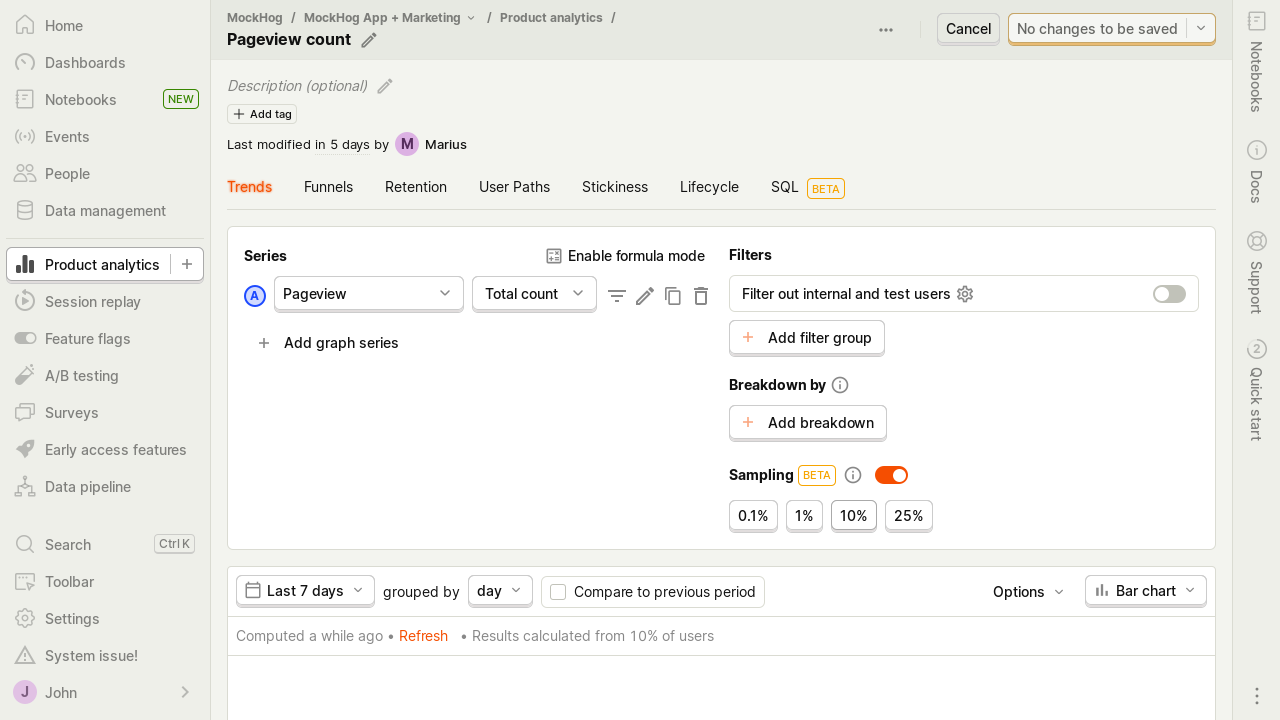 Home
Dashboards
Notebooks NEW
Events
People
Data management
Product analytics
Session replay
Feature flags
A/B testing
Surveys
Early access features
Data pipeline
Search Ctrl K
Toolbar
Settings
System issue!
J John
MockHog / MockHog App + Marketing / Product analytics /
Pageview count
Cancel
No changes to be saved
Description (optional)
Add tag
Last modified in 5 days by M Marius
Trends Funnels Retention User Paths Stickiness Lifecycle SQL BETA
Series
Enable formula mode
A Pageview Total count
Add graph series
Filters
Filter out internal and test users
Add filter group
Breakdown by
Add breakdown
Sampling BETA
0.1% 1% 10% 25%
Last 7 days grouped by day Compare to previous period Options Bar chart
Computed a while ago • Refresh • Results calculated from 10% of users
Notebooks
Docs
Support
2
Quick start